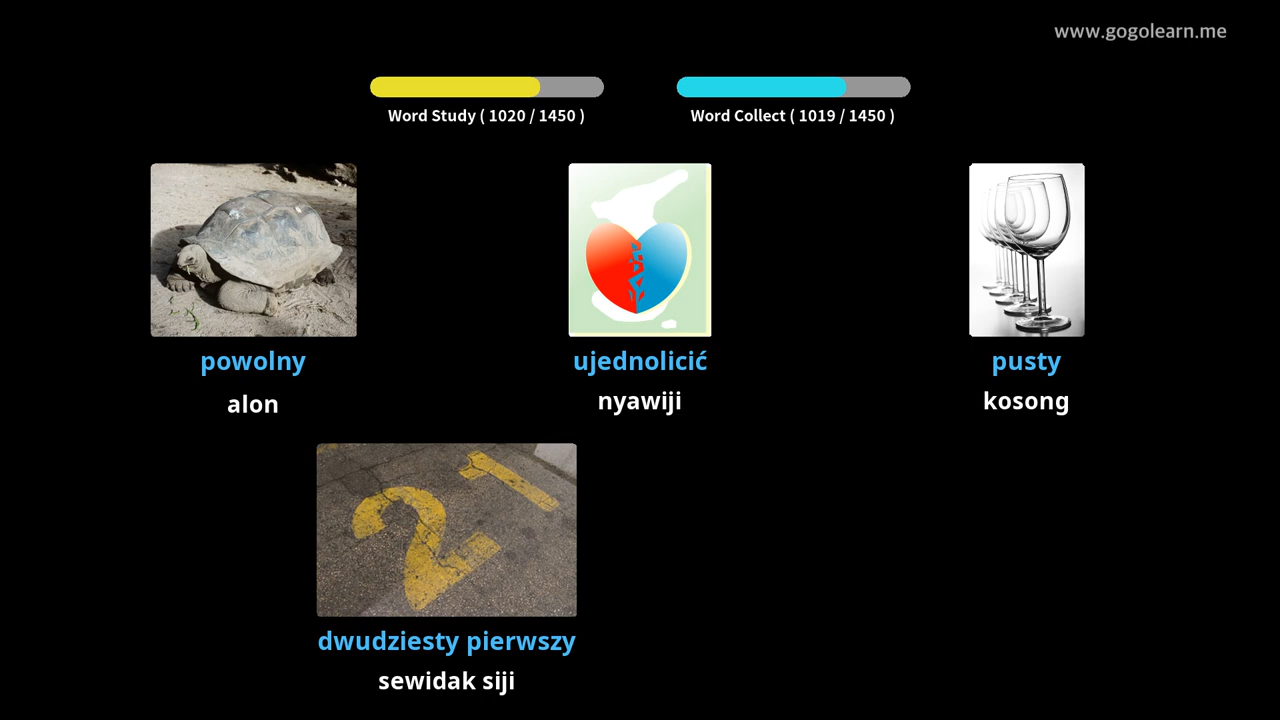 www.gogolearn.me
Word Study ( 1020 / 1450 )
Word Collect ( 1019 / 1450 )
powolny
alon
ujednolicić
nyawiji
pusty
kosong
21
dwudziesty pierwszy
sewidak siji